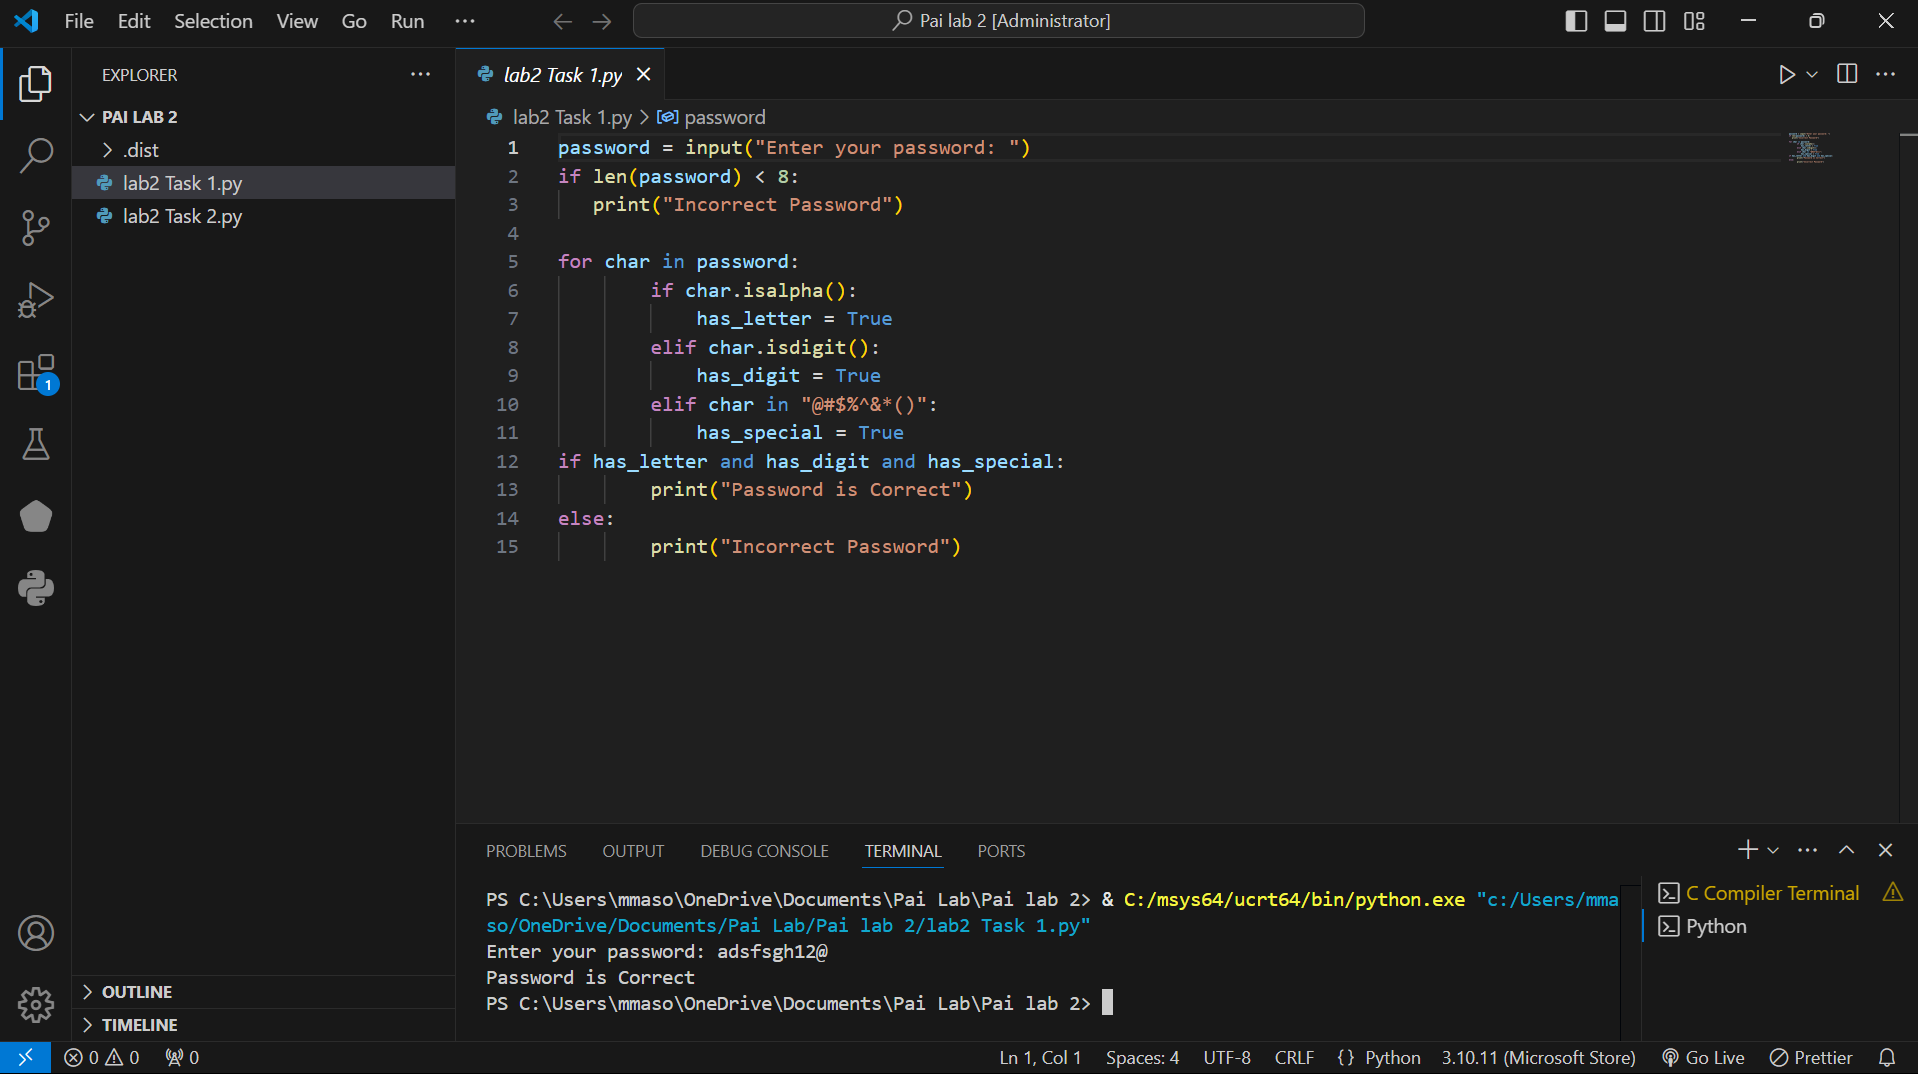 File Edit Selection View Go Run ···
Pai lab 2 [Administrator]
EXPLORER
PAI LAB 2
.dist
lab2 Task 1.py
lab2 Task 2.py
OUTLINE
TIMELINE
1
lab2 Task 1.py
lab2 Task 1.py > password
1 password = input("Enter your password: ")
2 if len(password) < 8:
3    print("Incorrect Password")
4
5 for char in password:
6         if char.isalpha():
7             has_letter = True
8         elif char.isdigit():
9             has_digit = True
10         elif char in "@#$%^&*()":
11             has_special = True
12 if has_letter and has_digit and has_special:
13         print("Password is Correct")
14 else:
15         print("Incorrect Password")
PROBLEMS OUTPUT DEBUG CONSOLE TERMINAL PORTS
PS C:\Users\mmaso\OneDrive\Documents\Pai Lab\Pai lab 2> & C:/msys64/ucrt64/bin/python.exe "c:/Users/mma
so/OneDrive/Documents/Pai Lab/Pai lab 2/lab2 Task 1.py"
Enter your password: adsfsgh12@
Password is Correct
PS C:\Users\mmaso\OneDrive\Documents\Pai Lab\Pai lab 2>
C Compiler Terminal
Python
0 0 0 Ln 1, Col 1 Spaces: 4 UTF-8 CRLF {} Python 3.10.11 (Microsoft Store) Go Live Prettier